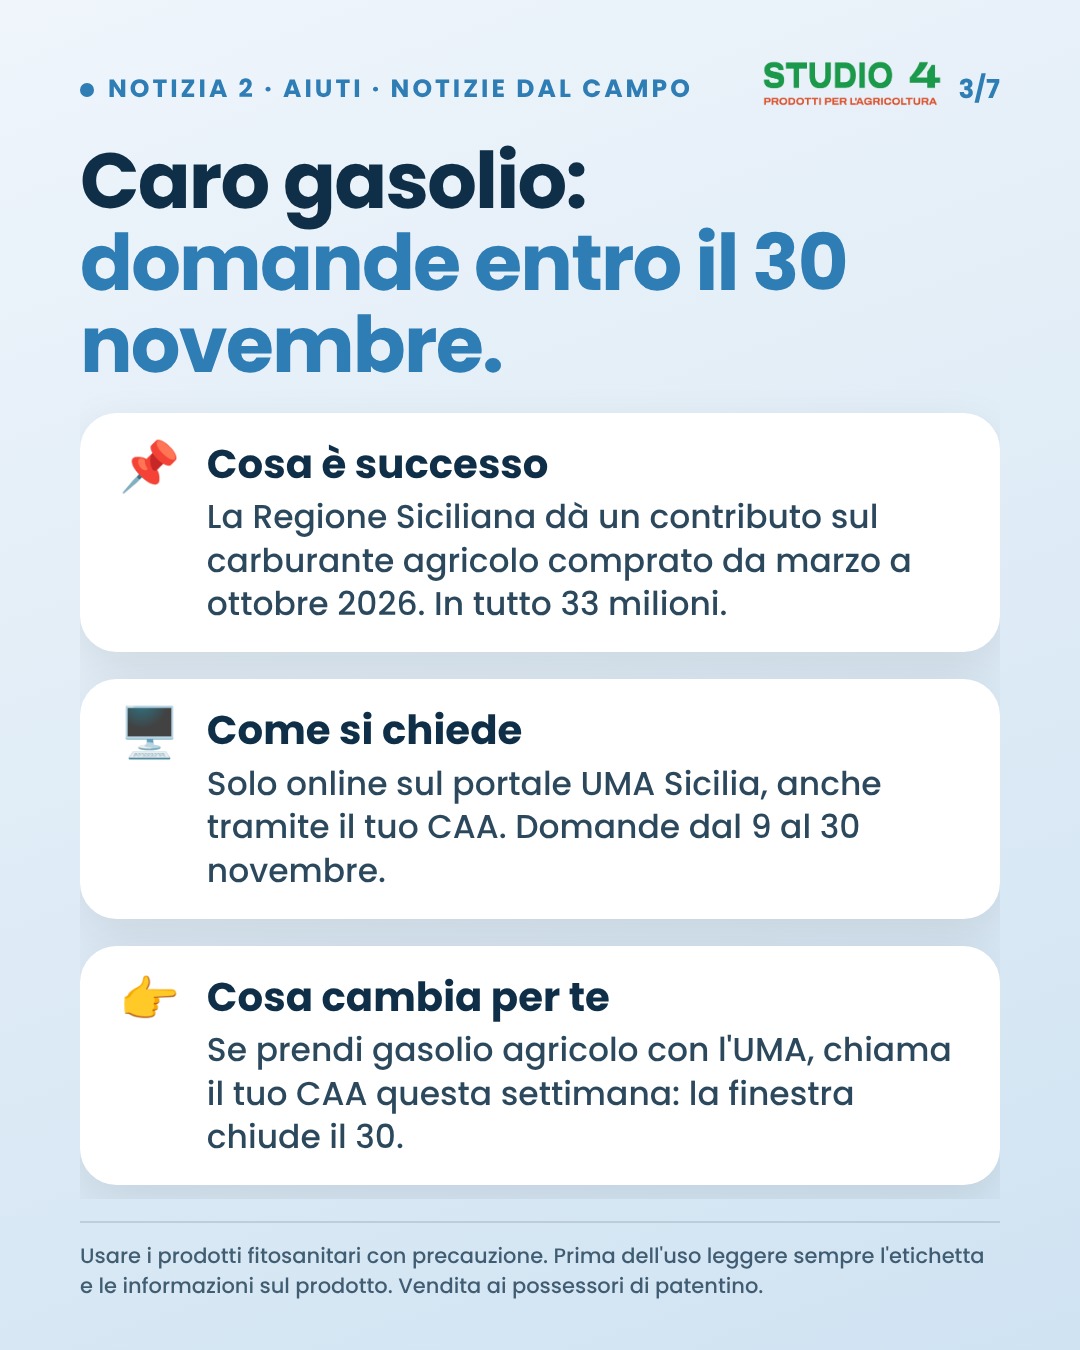 NOTIZIA 2 · AIUTI · NOTIZIE DAL CAMPO
STUDIO 4
PRODOTTI PER L'AGRICOLTURA
3/7
Caro gasolio:
domande entro il 30
novembre.
Cosa è successo
La Regione Siciliana dà un contributo sul
carburante agricolo comprato da marzo a
ottobre 2026. In tutto 33 milioni.
Come si chiede
Solo online sul portale UMA Sicilia, anche
tramite il tuo CAA. Domande dal 9 al 30
novembre.
Cosa cambia per te
Se prendi gasolio agricolo con l'UMA, chiama
il tuo CAA questa settimana: la finestra
chiude il 30.
Usare i prodotti fitosanitari con precauzione. Prima dell'uso leggere sempre l'etichetta
e le informazioni sul prodotto. Vendita ai possessori di patentino.